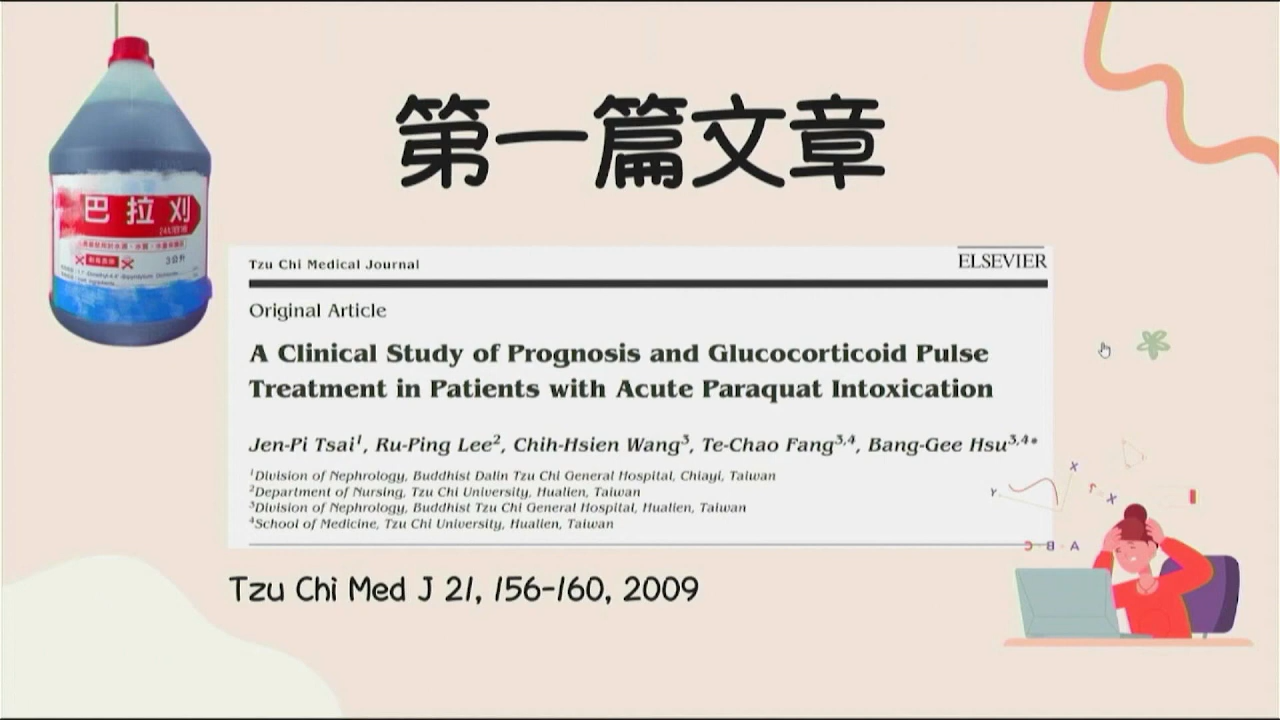 第一篇文章
巴拉刈
3公升
Tzu Chi Medical Journal
ELSEVIER
Original Article
A Clinical Study of Prognosis and Glucocorticoid Pulse
Treatment in Patients with Acute Paraquat Intoxication
Jen-Pi Tsai1, Ru-Ping Lee2, Chih-Hsien Wang3, Te-Chao Fang3,4, Bang-Gee Hsu3,4*
1Division of Nephrology, Buddhist Dalin Tzu Chi General Hospital, Chiayi, Taiwan
2Department of Nursing, Tzu Chi University, Hualien, Taiwan
3Division of Nephrology, Buddhist Tzu Chi General Hospital, Hualien, Taiwan
4School of Medicine, Tzu Chi University, Hualien, Taiwan
Tzu Chi Med J 21, 156-160, 2009
X
Y
X
A - B - C